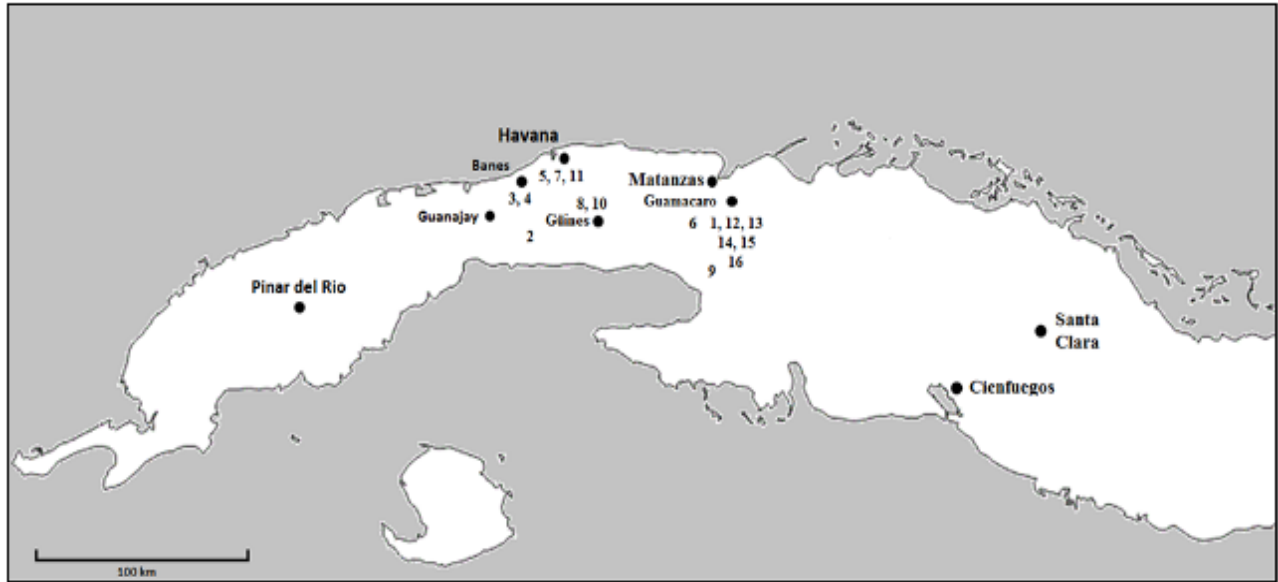 Havana
Banes
5, 7, 11
Matanzas
3, 4
8, 10
Guamacaro
Guanajay
Güines
6
1, 12, 13
2
14, 15
16
9
Pinar del Rio
Santa
Clara
Cienfuegos
100 km